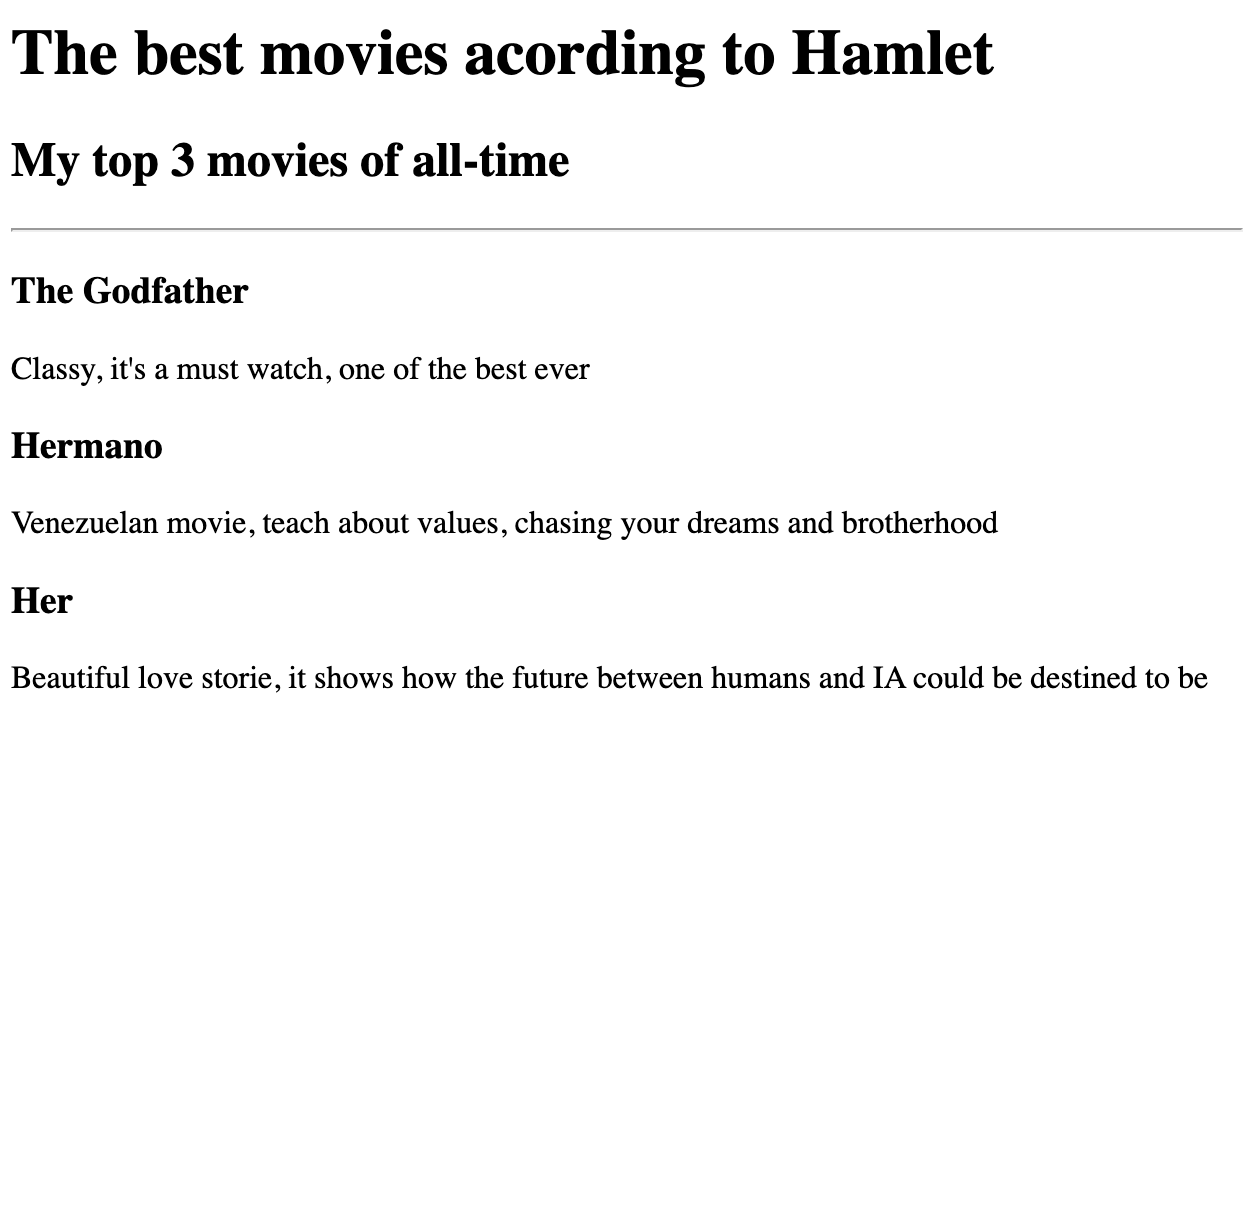 The best movies acording to Hamlet
My top 3 movies of all-time
The Godfather
Classy, it's a must watch, one of the best ever
Hermano
Venezuelan movie, teach about values, chasing your dreams and brotherhood
Her
Beautiful love storie, it shows how the future between humans and IA could be destined to be